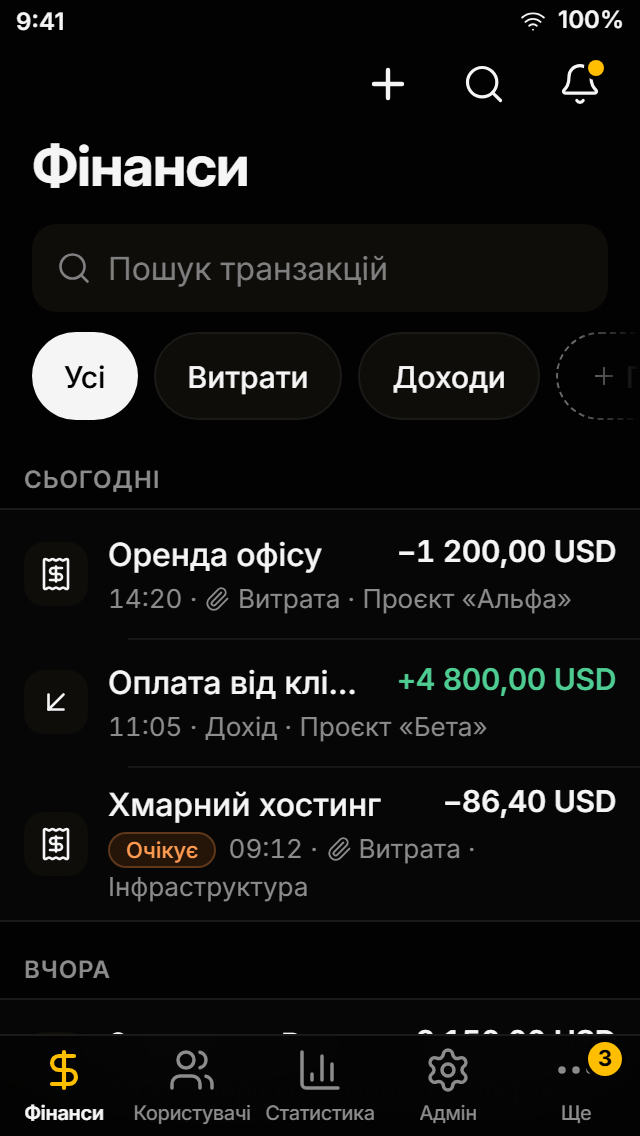 9:41
100%
Фінанси
Пошук транзакцій
Усі
Витрати
Доходи
+
СЬОГОДНІ
Оренда офісу
−1 200,00 USD
14:20 · Витрата · Проєкт «Альфа»
Оплата від клі...
+4 800,00 USD
11:05 · Дохід · Проєкт «Бета»
Хмарний хостинг
−86,40 USD
Очікує 09:12 · Витрата ·
Інфраструктура
ВЧОРА
3
Фінанси
Користувачі
Статистика
Адмін
Ще